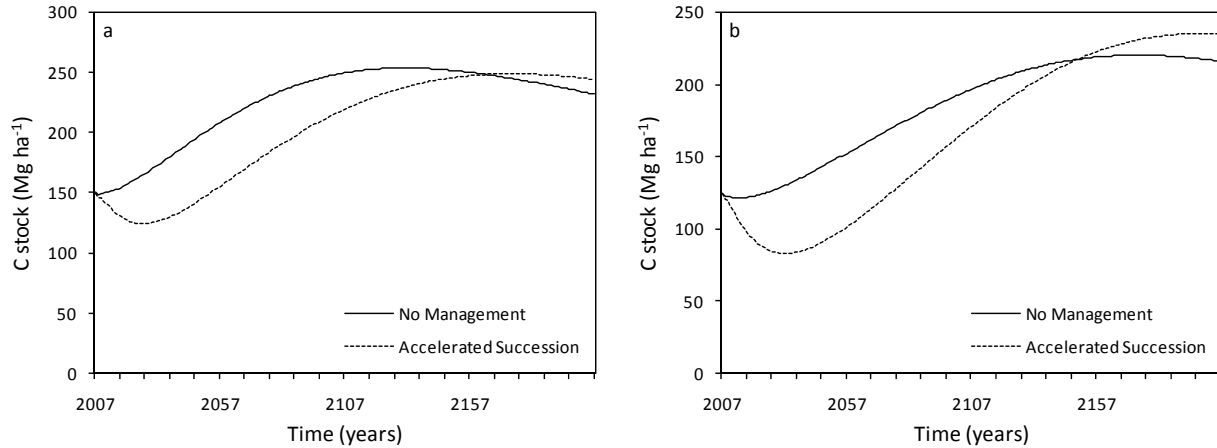 a
300
250
200
150
100
50
0
C stock (Mg ha-1)
2007 2057 2107 2157
Time (years)
No Management
Accelerated Succession
b
250
200
150
100
50
0
C stock (Mg ha-1)
2007 2057 2107 2157
Time (years)
No Management
Accelerated Succession